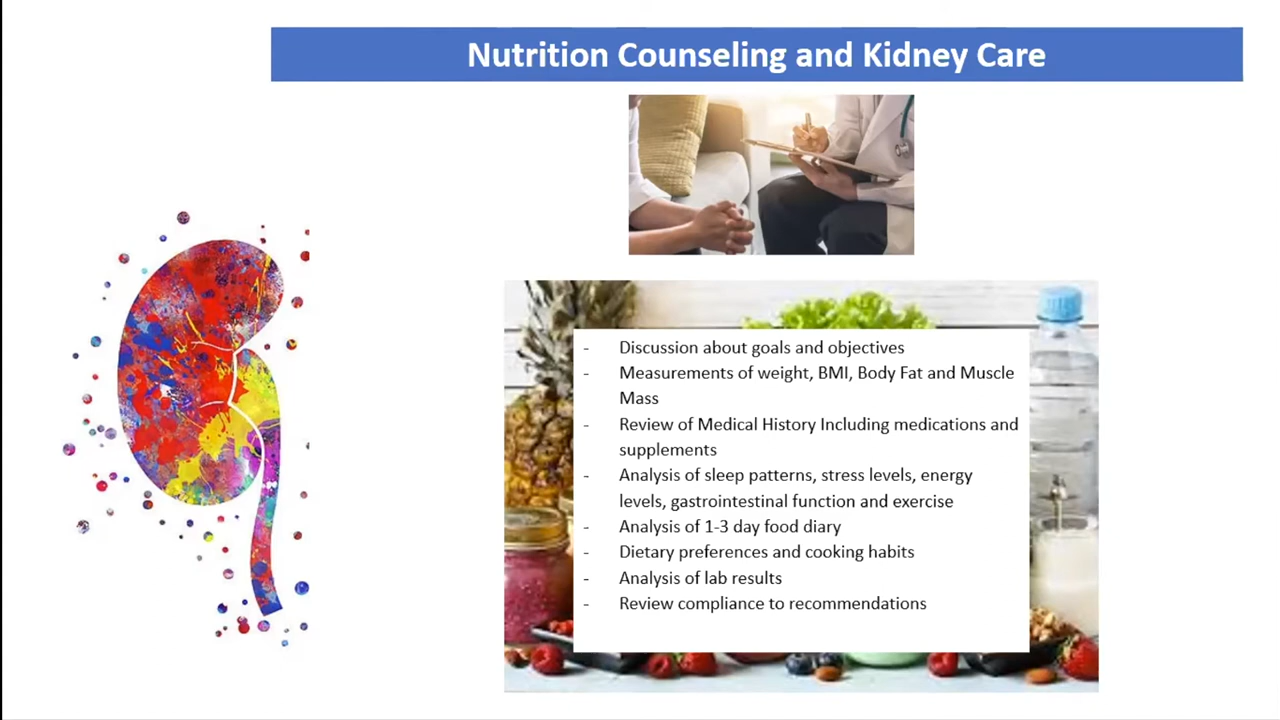 Nutrition Counseling and Kidney Care
- Discussion about goals and objectives
- Measurements of weight, BMI, Body Fat and Muscle
Mass
- Review of Medical History Including medications and
supplements
- Analysis of sleep patterns, stress levels, energy
levels, gastrointestinal function and exercise
- Analysis of 1-3 day food diary
- Dietary preferences and cooking habits
- Analysis of lab results
- Review compliance to recommendations